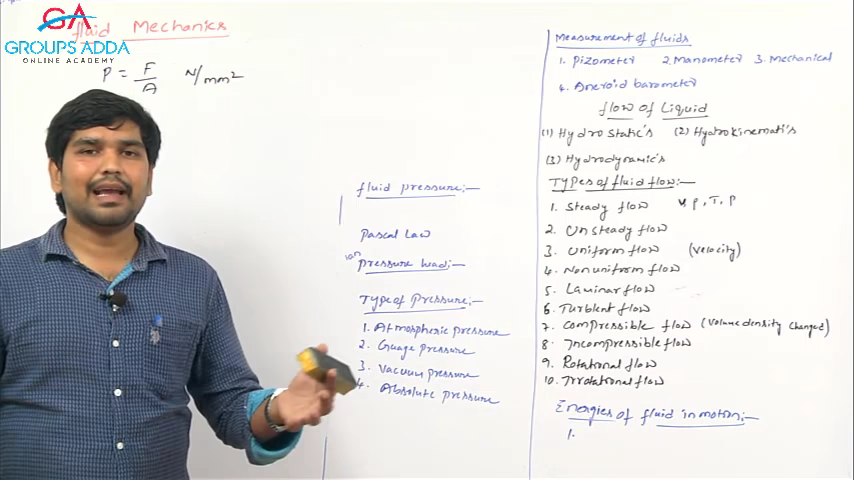 GA
GROUPS ADDA
ONLINE ACADEMY
fluid Mechanics
P = F/A N/mm2
fluid pressure:-
Pascal Law
pressure head:-
Type of Pressure:-
1. Atmospheric pressure
2. Guage pressure
3. Vacuum pressure
4. Absolute pressure
Measurement of fluids
1. Pizometer 2. Manometer 3. Mechanical
4. Aneroid barometer
flow of Liquid
(1) Hydrostatic's (2) Hydrokinemati's
(3) Hydrodynamic's
Types of fluid flow:-
1. Steady flow V, P, T, P
2. Unsteady flow
3. Uniform flow (Velocity)
4. Nonuniform flow
5. Laminar flow
6. Turblent flow
7. Compressible flow (Volume density changed)
8. Incompressible flow
9. Rotational flow
10. Irrotational flow
Energies of fluid in motion:-
1.